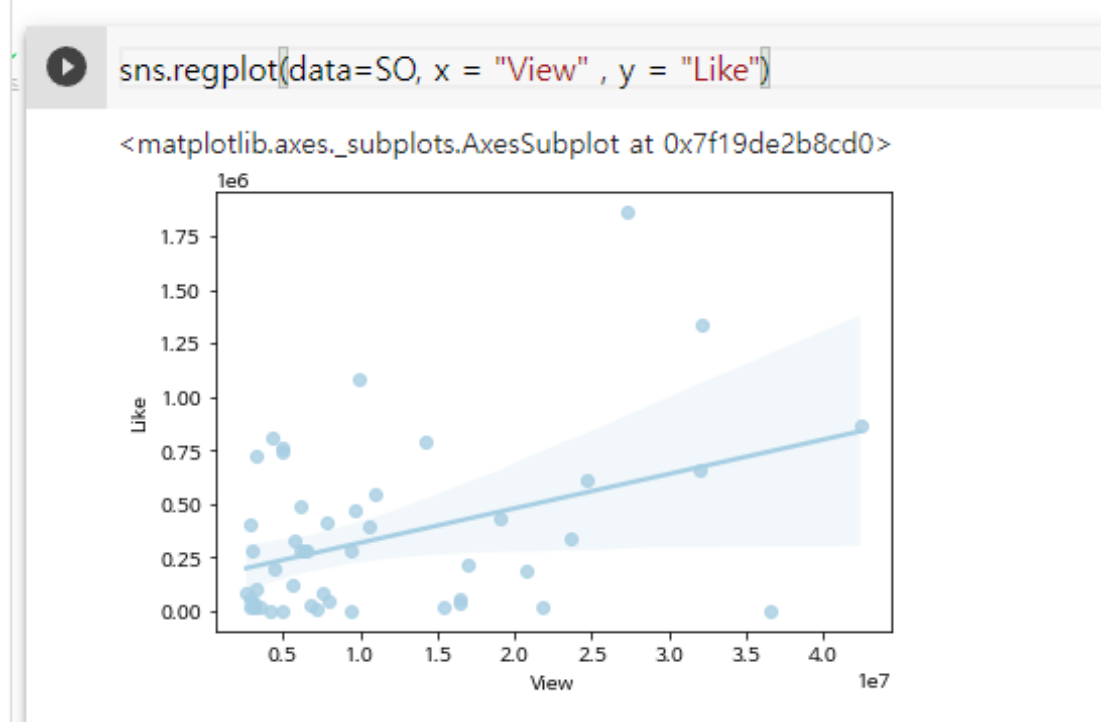 sns.regplot(data=SO, x = "View" , y = "Like")
<matplotlib.axes._subplots.AxesSubplot at 0x7f19de2b8cd0>
1e6
1.75
1.50
1.25
1.00
Like
0.75
0.50
0.25
0.00
0.5 1.0 1.5 2.0 2.5 3.0 3.5 4.0
View 1e7